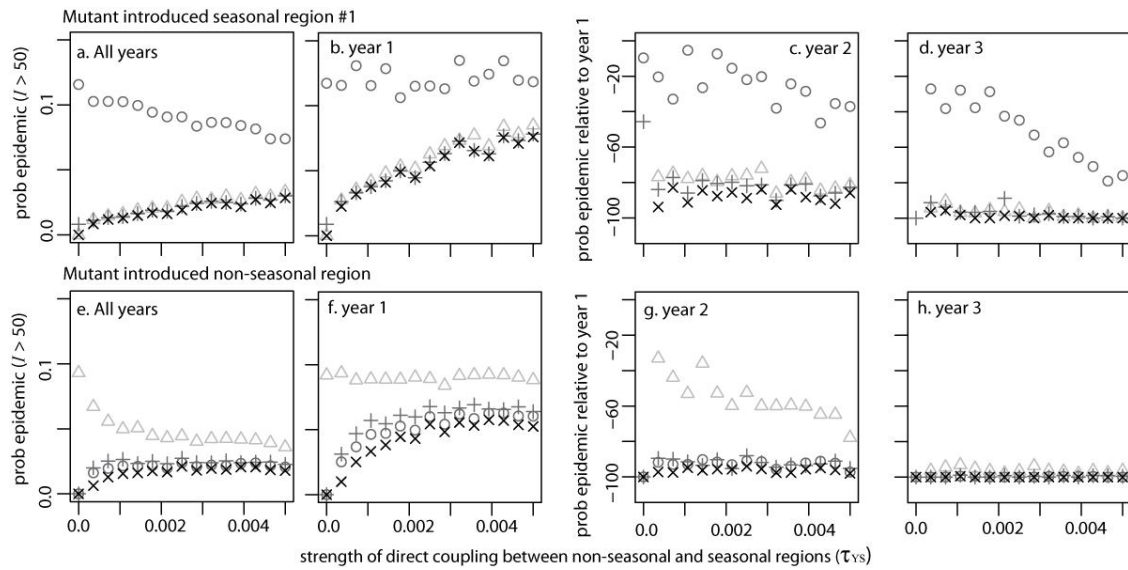 Mutant introduced seasonal region #1
a. All years
b. year 1
c. year 2
d. year 3
prob epidemic (I > 50)
0.1
0.0
prob epidemic relative to year 1
−20
−60
−100
Mutant introduced non-seasonal region
e. All years
f. year 1
g. year 2
h. year 3
prob epidemic (I > 50)
0.1
0.0
prob epidemic relative to year 1
−20
−60
−100
0.0 0.002 0.004 0.0 0.002 0.004 0.0 0.002 0.004 0.0 0.002 0.004
strength of direct coupling between non-seasonal and seasonal regions (τYS)